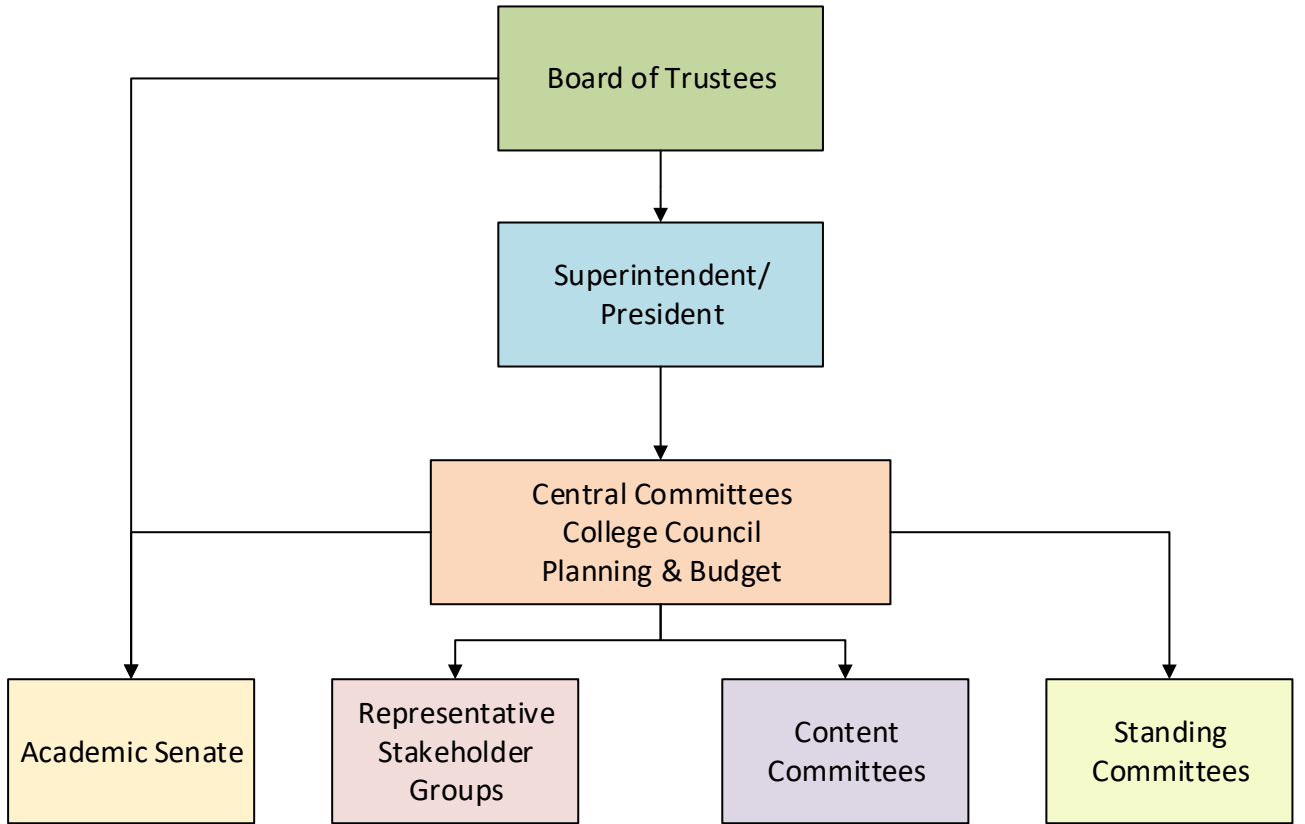 Board of Trustees
Superintendent/
President
Central Committees
College Council
Planning & Budget
Academic Senate
Representative
Stakeholder
Groups
Content
Committees
Standing
Committees